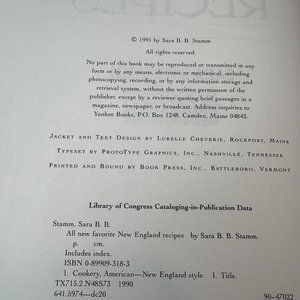 © 1991 by Sara B. B. Stamm
All rights reserved.
No part of this book may be reproduced or transmitted in any
form or by any means, electronic or mechanical, including
photocopying, recording, or by any information storage and
retrieval system, without the written permission of the
publisher, except by a reviewer quoting brief passages in a
magazine, newspaper, or broadcast. Address inquiries to
Yankee Books, P.O. Box 1248, Camden, Maine 04843.
Jacket and Text Design by Lurelle Cheverie, Rockport, Maine
Typeset by ProtoType Graphics, Inc., Nashville, Tennessee
Printed and Bound by Book Press, Inc., Battleboro, Vermont
Library of Congress Cataloging-in-Publication Data
Stamm, Sara B. B.
All new favorite New England recipes by Sara B. B. Stamm.
p. cm.
Includes index.
ISBN 0-89909-318-3
1. Cookery, American—New England style. I. Title.
TX715.2.N48S73 1990
641.5974—dc20 90-47022